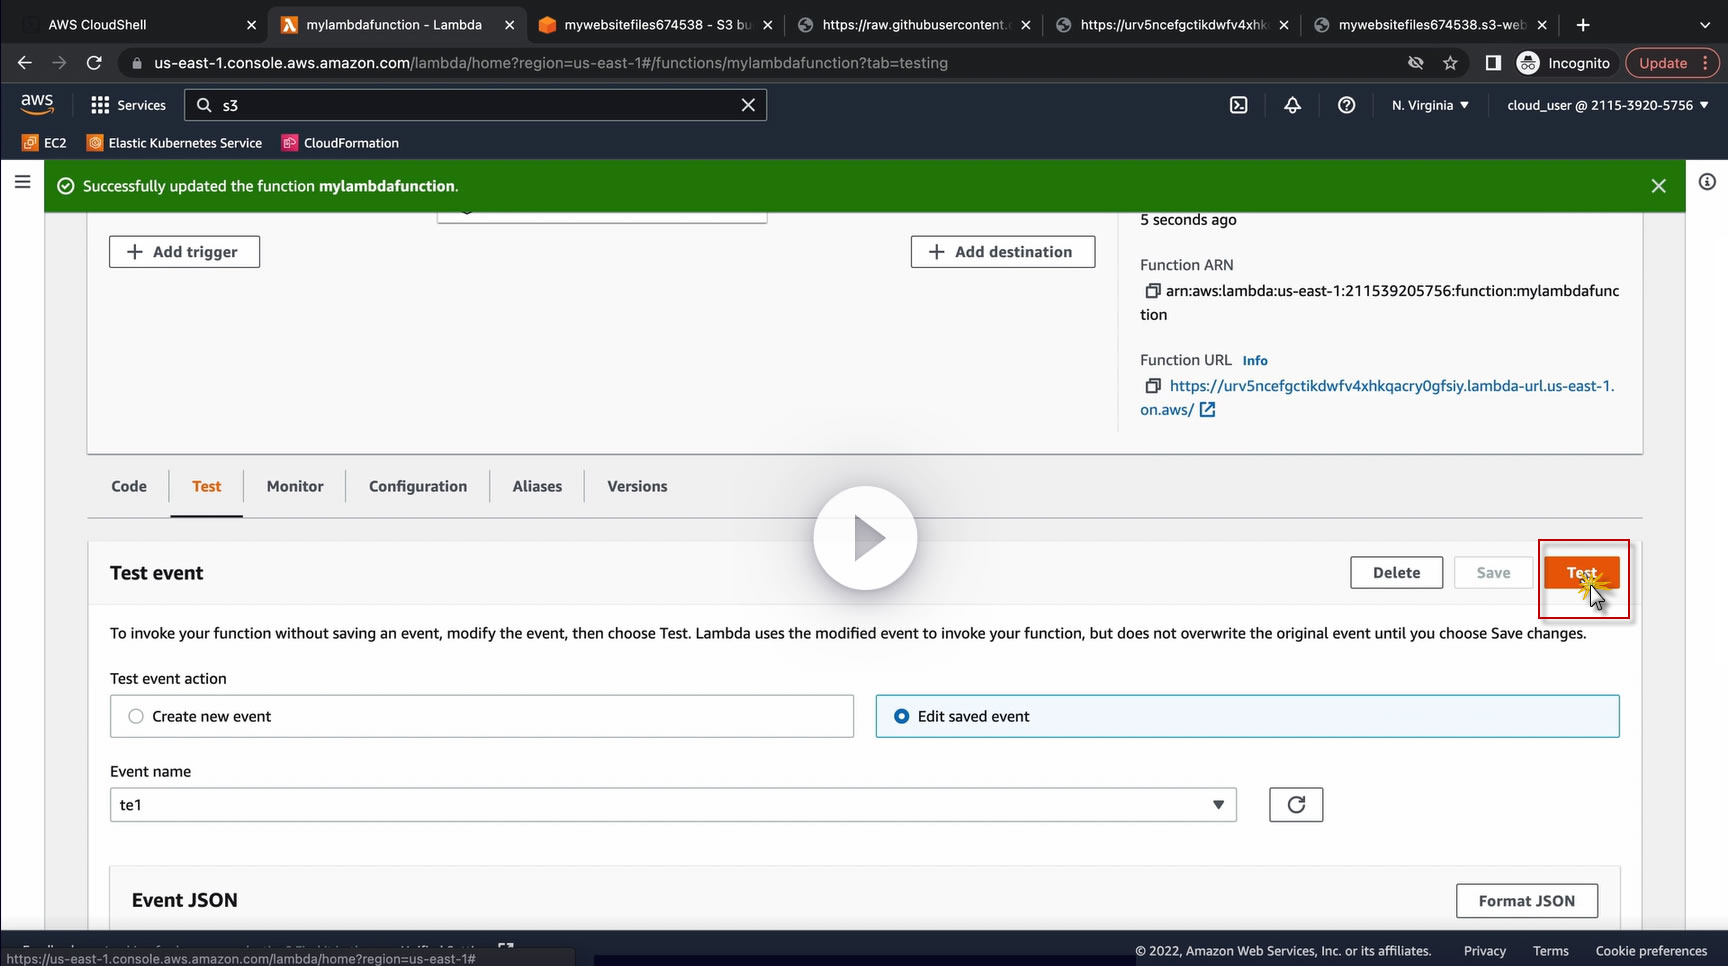 AWS CloudShell
mylambdafunction - Lambda
mywebsitefiles674538 - S3 bu
https://raw.githubusercontent.
https://urv5ncefgctikdwfv4xhk
mywebsitefiles674538.s3-web
us-east-1.console.aws.amazon.com/lambda/home?region=us-east-1#/functions/mylambdafunction?tab=testing
Incognito
Update
aws
Services
s3
N. Virginia
cloud_user @ 2115-3920-5756
EC2
Elastic Kubernetes Service
CloudFormation
Successfully updated the function mylambdafunction.
5 seconds ago
Add trigger
Add destination
Function ARN
arn:aws:lambda:us-east-1:211539205756:function:mylambdafunc
tion
Function URL Info
https://urv5ncefgctikdwfv4xhkqacry0gfsiy.lambda-url.us-east-1.
on.aws/
Code
Test
Monitor
Configuration
Aliases
Versions
Test event
Delete
Save
Test
To invoke your function without saving an event, modify the event, then choose Test. Lambda uses the modified event to invoke your function, but does not overwrite the original event until you choose Save changes.
Test event action
Create new event
Edit saved event
Event name
te1
Event JSON
Format JSON
https://us-east-1.console.aws.amazon.com/lambda/home?region=us-east-1#
© 2022, Amazon Web Services, Inc. or its affiliates.
Privacy
Terms
Cookie preferences